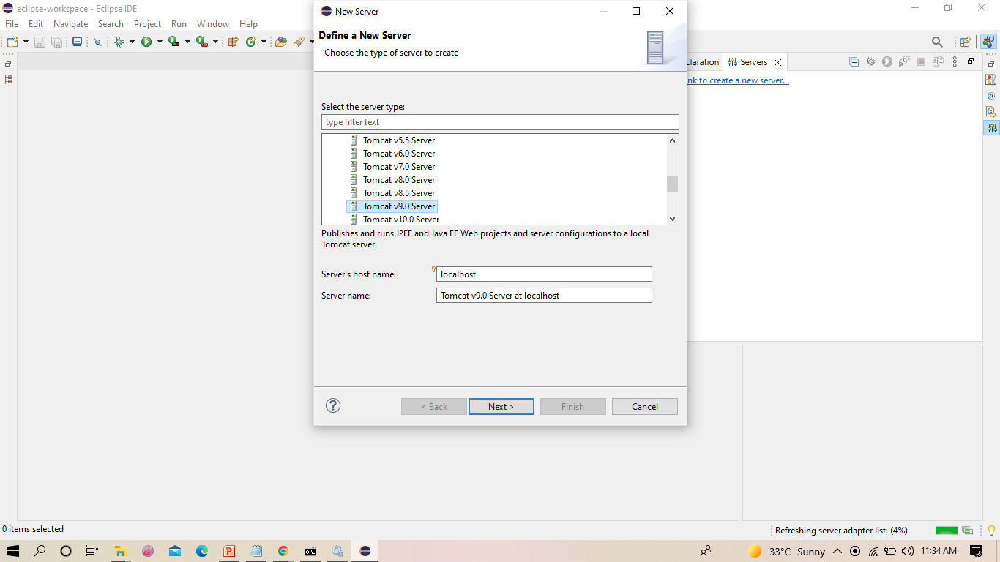 eclipse-workspace - Eclipse IDE
File Edit Navigate Search Project Run Window Help
New Server
Define a New Server
Choose the type of server to create
Select the server type:
type filter text
Tomcat v5.5 Server
Tomcat v6.0 Server
Tomcat v7.0 Server
Tomcat v8.0 Server
Tomcat v8.5 Server
Tomcat v9.0 Server
Tomcat v10.0 Server
Publishes and runs J2EE and Java EE Web projects and server configurations to a local
Tomcat server.
Server's host name: localhost
Server name: Tomcat v9.0 Server at localhost
< Back Next > Finish Cancel
claration Servers
nk to create a new server...
0 items selected
Refreshing server adapter list: (4%)
33°C Sunny 11:34 AM